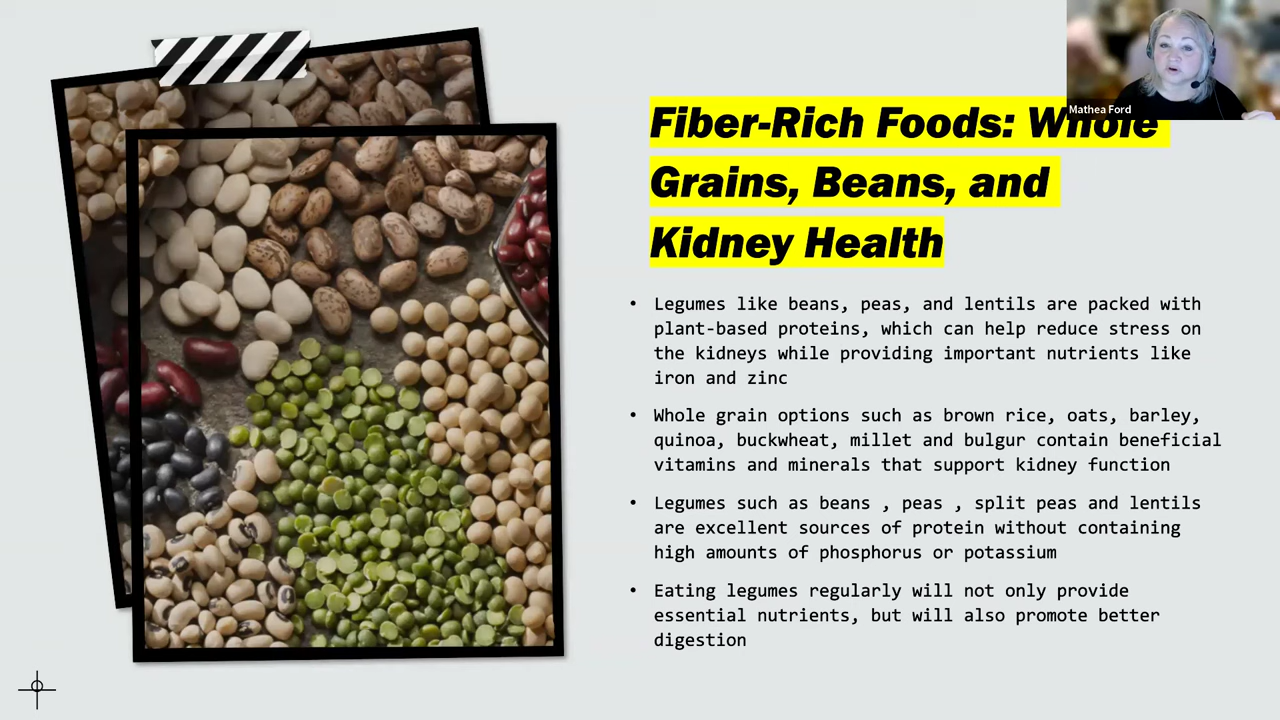 Mathea Ford
Fiber-Rich Foods: Whole
Grains, Beans, and
Kidney Health
• Legumes like beans, peas, and lentils are packed with
plant-based proteins, which can help reduce stress on
the kidneys while providing important nutrients like
iron and zinc
• Whole grain options such as brown rice, oats, barley,
quinoa, buckwheat, millet and bulgur contain beneficial
vitamins and minerals that support kidney function
• Legumes such as beans , peas , split peas and lentils
are excellent sources of protein without containing
high amounts of phosphorus or potassium
• Eating legumes regularly will not only provide
essential nutrients, but will also promote better
digestion